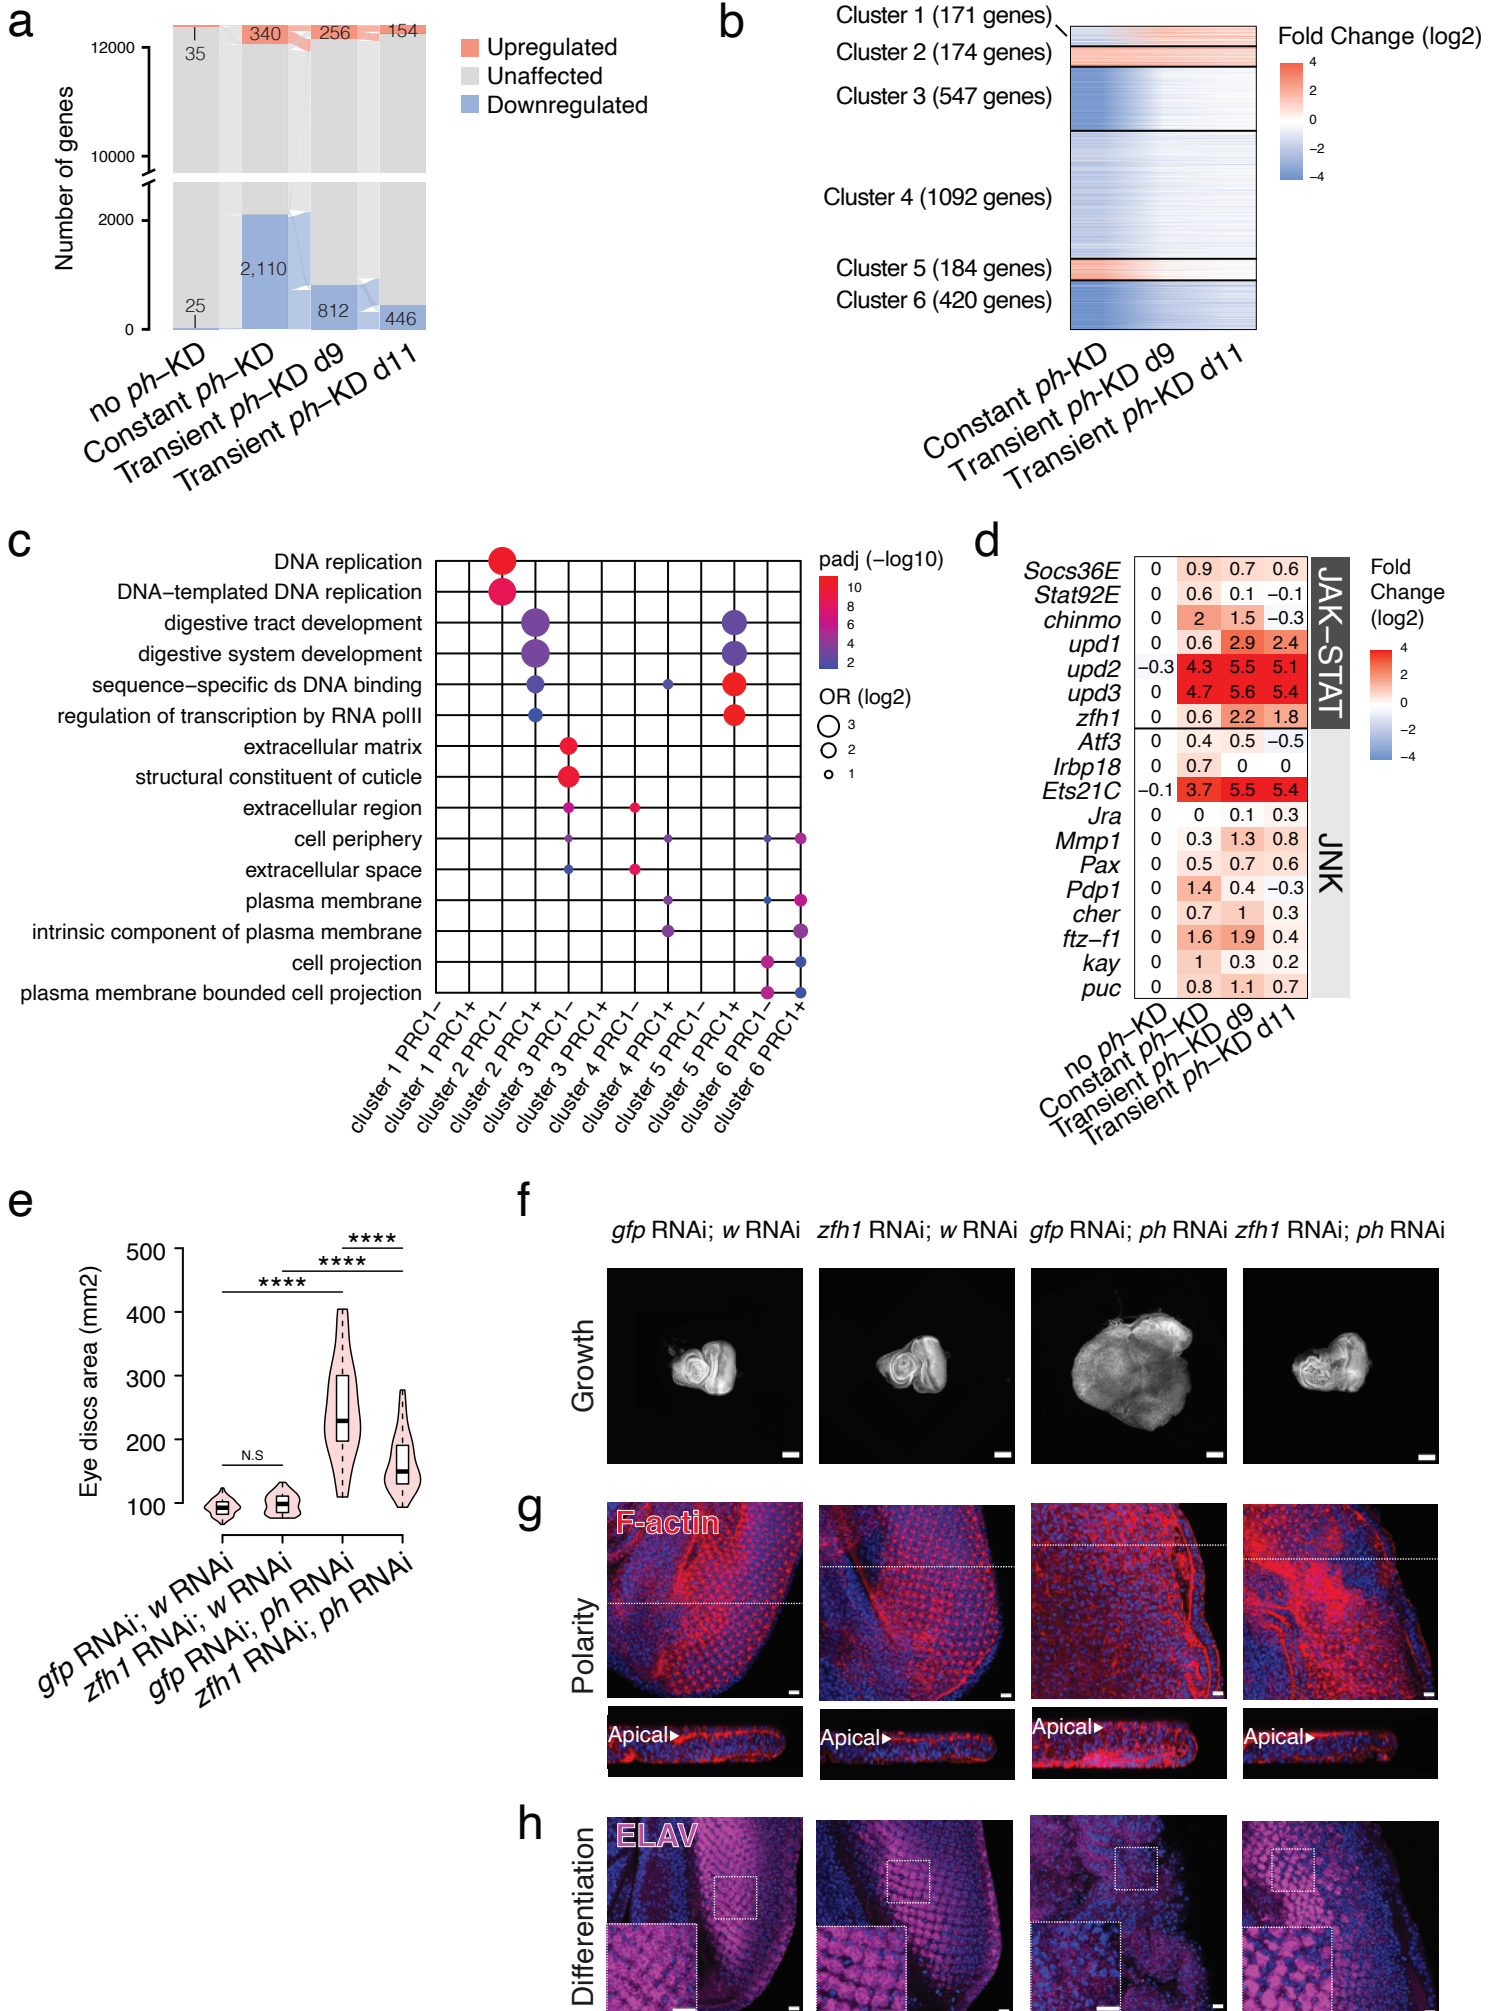 a
Number of genes
12000
10000
2000
0
35
340
256
154
25
2,110
812
446
Upregulated
Unaffected
Downregulated
no ph–KD
Constant ph–KD
Transient ph–KD d9
Transient ph–KD d11
b
Cluster 1 (171 genes)
Cluster 2 (174 genes)
Cluster 3 (547 genes)
Cluster 4 (1092 genes)
Cluster 5 (184 genes)
Cluster 6 (420 genes)
Fold Change (log2)
4
2
0
−2
−4
Constant ph-KD
Transient ph-KD d9
Transient ph-KD d11
c
DNA replication
DNA−templated DNA replication
digestive tract development
digestive system development
sequence−specific ds DNA binding
regulation of transcription by RNA polII
extracellular matrix
structural constituent of cuticle
extracellular region
cell periphery
extracellular space
plasma membrane
intrinsic component of plasma membrane
cell projection
plasma membrane bounded cell projection
cluster 1 PRC1−
cluster 1 PRC1+
cluster 2 PRC1−
cluster 2 PRC1+
cluster 3 PRC1−
cluster 3 PRC1+
cluster 4 PRC1−
cluster 4 PRC1+
cluster 5 PRC1−
cluster 5 PRC1+
cluster 6 PRC1−
cluster 6 PRC1+
padj (−log10)
10
8
6
4
2
OR (log2)
3
2
1
d
Socs36E 0 0.9 0.7 0.6
Stat92E 0 0.6 0.1 −0.1
chinmo 0 2 1.5 −0.3
upd1 0 0.6 2.9 2.4
upd2 −0.3 4.3 5.5 5.1
upd3 0 4.7 5.6 5.4
zfh1 0 0.6 2.2 1.8
Atf3 0 0.4 0.5 −0.5
Irbp18 0 0.7 0 0
Ets21C −0.1 3.7 5.5 5.4
Jra 0 0 0.1 0.3
Mmp1 0 0.3 1.3 0.8
Pax 0 0.5 0.7 0.6
Pdp1 0 1.4 0.4 −0.3
cher 0 0.7 1 0.3
ftz−f1 0 1.6 1.9 0.4
kay 0 1 0.3 0.2
puc 0 0.8 1.1 0.7
JAK−STAT
JNK
no ph–KD
Constant ph–KD
Transient ph–KD d9
Transient ph–KD d11
Fold
Change
(log2)
4
2
0
−2
−4
e
Eye discs area (mm2)
500
400
300
200
100
****
****
****
N.S
gfp RNAi; w RNAi
zfh1 RNAi; w RNAi
gfp RNAi; ph RNAi
zfh1 RNAi; ph RNAi
f
gfp RNAi; w RNAi
zfh1 RNAi; w RNAi
gfp RNAi; ph RNAi
zfh1 RNAi; ph RNAi
Growth
g
F-actin
Polarity
Apical
Apical
Apical
Apical
h
ELAV
Differentiation